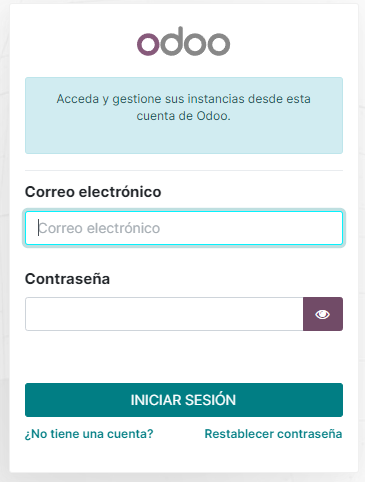 odoo
Acceda y gestione sus instancias desde esta
cuenta de Odoo.
Correo electrónico
Correo electrónico
Contraseña
INICIAR SESIÓN
¿No tiene una cuenta? Restablecer contraseña